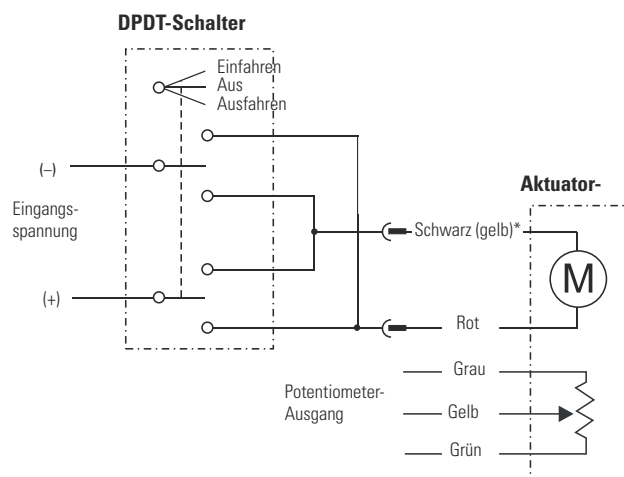 DPDT-Schalter
Einfahren
Aus
Ausfahren
(–)
Eingangs-
spannung
(+)
Aktuator-
Schwarz (gelb)*
M
Rot
Grau
Potentiometer-
Ausgang
Gelb
Grün